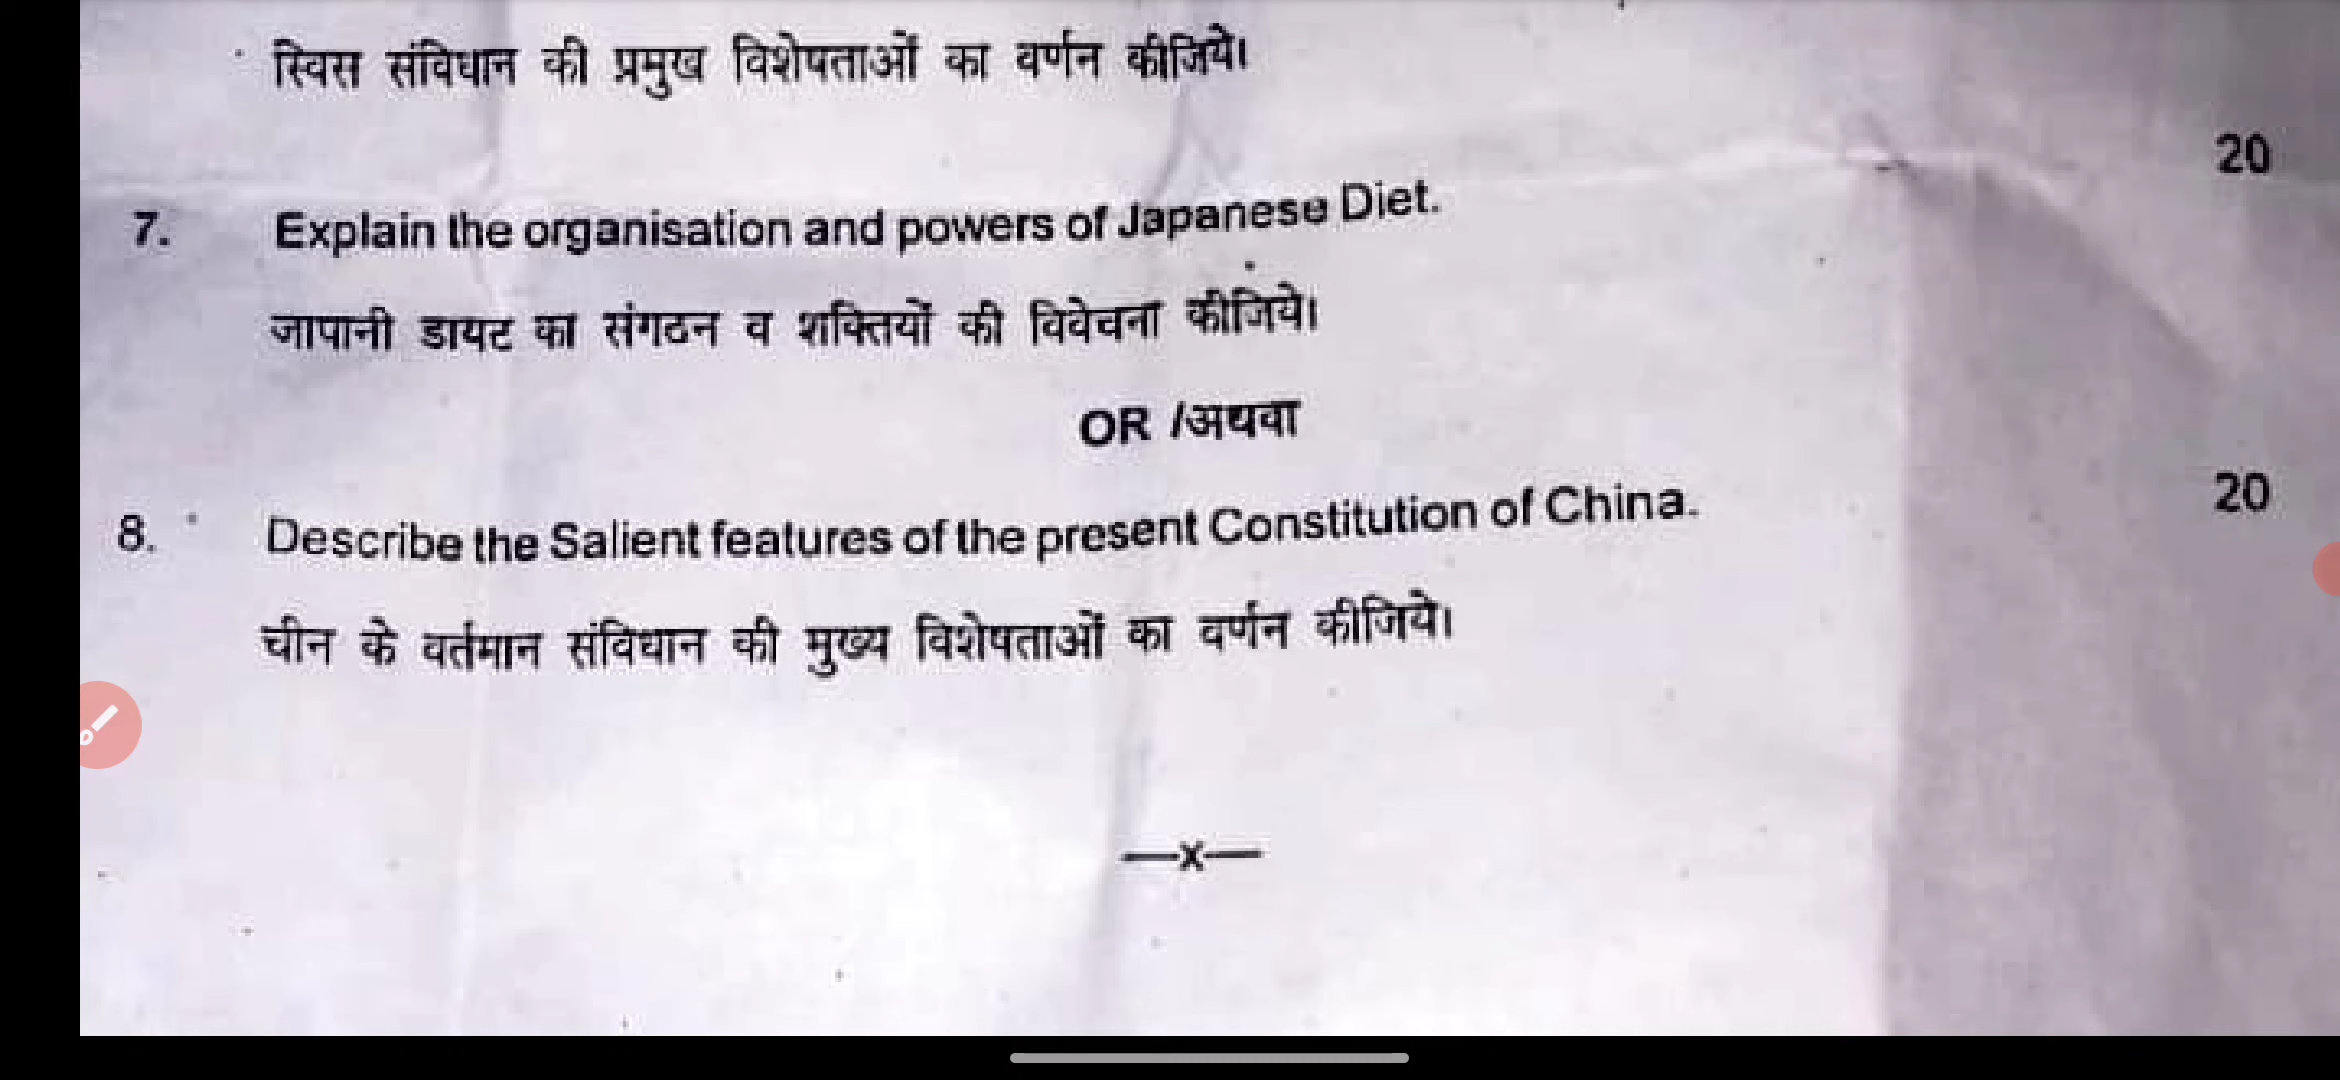 स्विस संविधान की प्रमुख विशेषताओं का वर्णन कीजिये।
20
7. Explain the organisation and powers of Japanese Diet.
जापानी डायट का संगठन व शक्तियों की विवेचना कीजिये।
OR /अथवा
20
8. Describe the Salient features of the present Constitution of China.
चीन के वर्तमान संविधान की मुख्य विशेषताओं का वर्णन कीजिये।
—x—